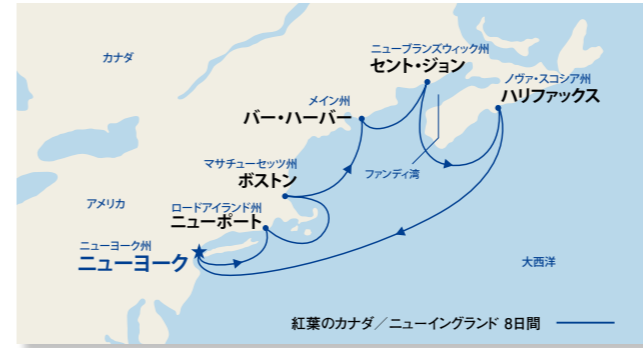 カナダ
ニューブランズウィック州
セント・ジョン
ノヴァ・スコシア州
ハリファックス
メイン州
バー・ハーバー
ファンディ湾
マサチューセッツ州
ボストン
アメリカ
ロードアイランド州
ニューポート
ニューヨーク州
ニューヨーク
大西洋
紅葉のカナダ／ニューイングランド 8日間